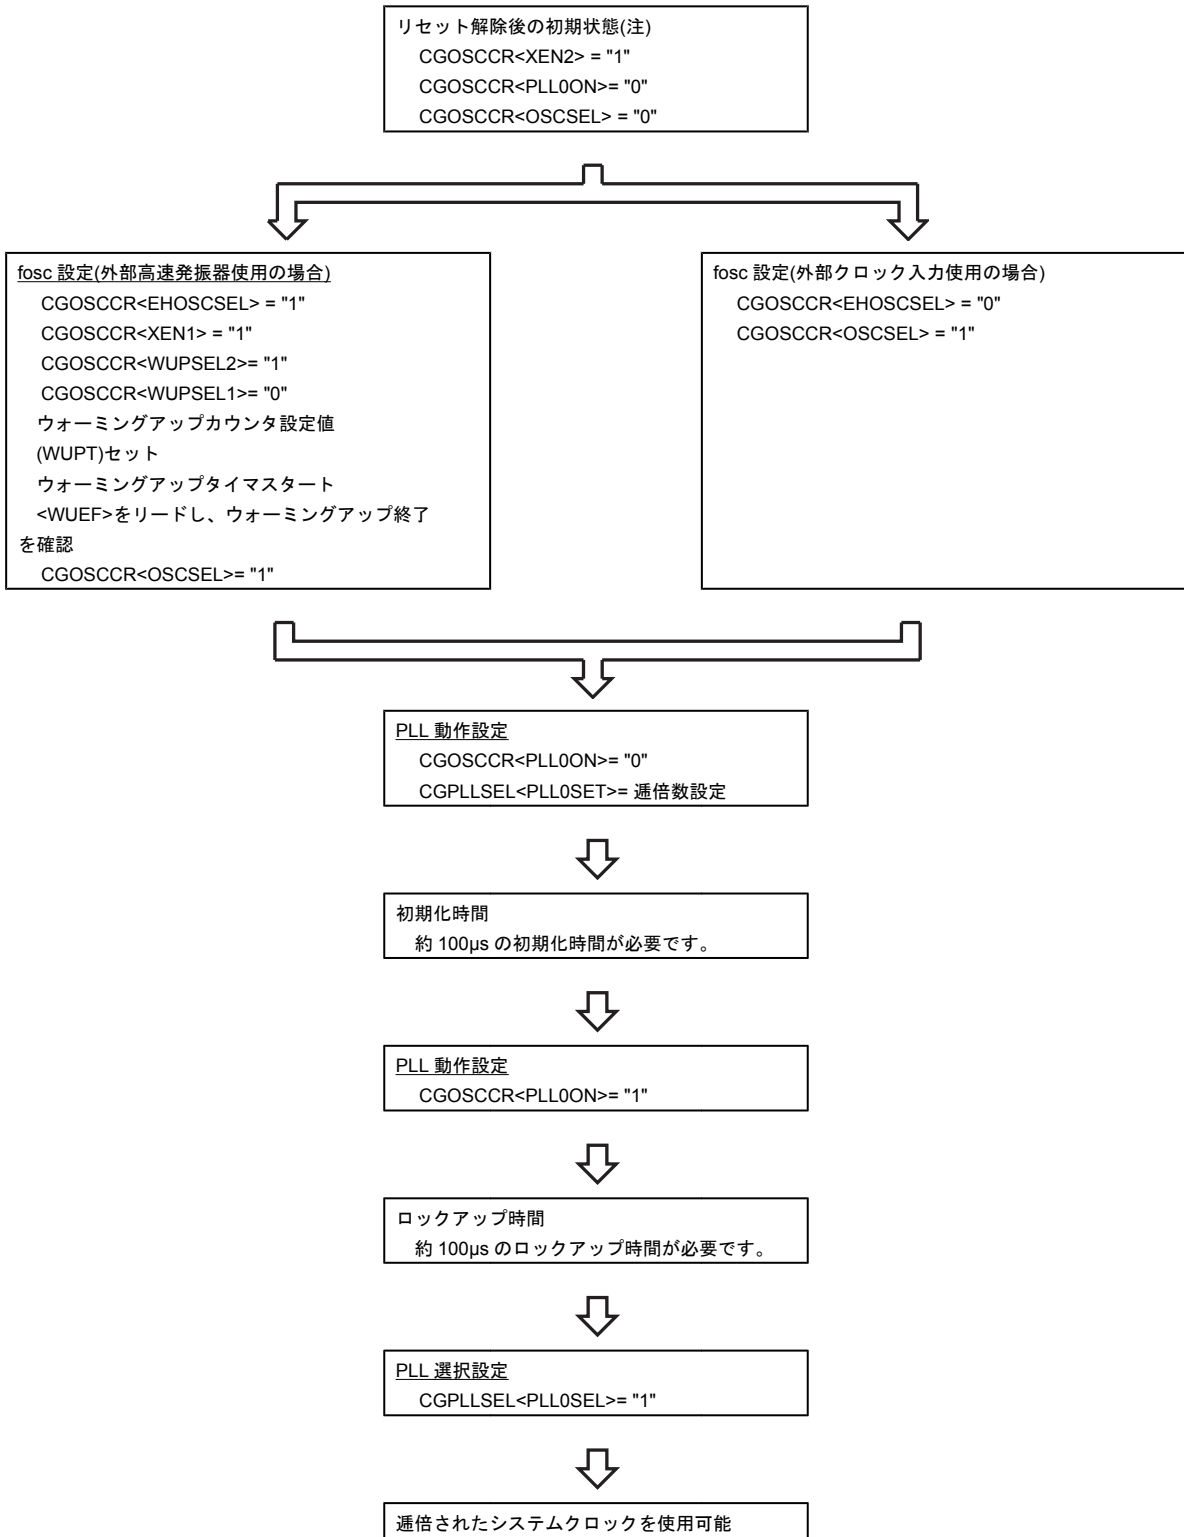 リセット解除後の初期状態(注)
CGOSCCR<XEN2> = "1"
CGOSCCR<PLL0ON>= "0"
CGOSCCR<OSCSEL> = "0"
fosc 設定(外部高速発振器使用の場合)
CGOSCCR<EHOSCSEL> = "1"
CGOSCCR<XEN1> = "1"
CGOSCCR<WUPSEL2>= "1"
CGOSCCR<WUPSEL1>= "0"
ウォーミングアップカウンタ設定値
(WUPT)セット
ウォーミングアップタイマスタート
<WUEF>をリードし、ウォーミングアップ終了
を確認
CGOSCCR<OSCSEL>= "1"
fosc 設定(外部クロック入力使用の場合)
CGOSCCR<EHOSCSEL> = "0"
CGOSCCR<OSCSEL> = "1"
PLL 動作設定
CGOSCCR<PLL0ON>= "0"
CGPLLSEL<PLL0SET>= 逓倍数設定
初期化時間
約 100μs の初期化時間が必要です。
PLL 動作設定
CGOSCCR<PLL0ON>= "1"
ロックアップ時間
約 100μs のロックアップ時間が必要です。
PLL 選択設定
CGPLLSEL<PLL0SEL>= "1"
逓倍されたシステムクロックを使用可能